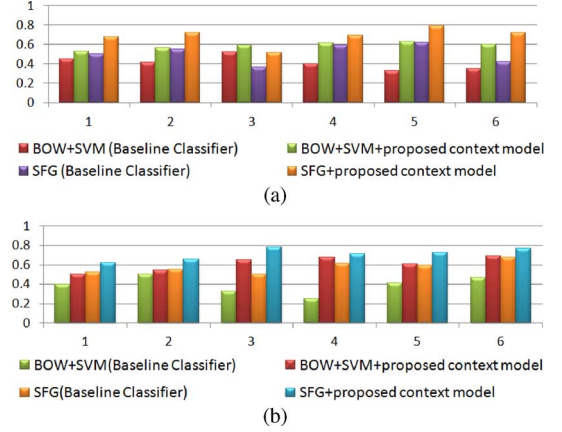 (a)
1
0.8
0.6
0.4
0.2
0
1 2 3 4 5 6
BOW+SVM (Baseline Classifier) BOW+SVM+proposed context model
SFG (Baseline Classifier) SFG+proposed context model
(a)
1
0.8
0.6
0.4
0.2
0
1 2 3 4 5 6
BOW+SVM(Baseline Classifier) BOW+SVM+proposed context model
SFG(Baseline Classifier) SFG+proposed context model
(b)